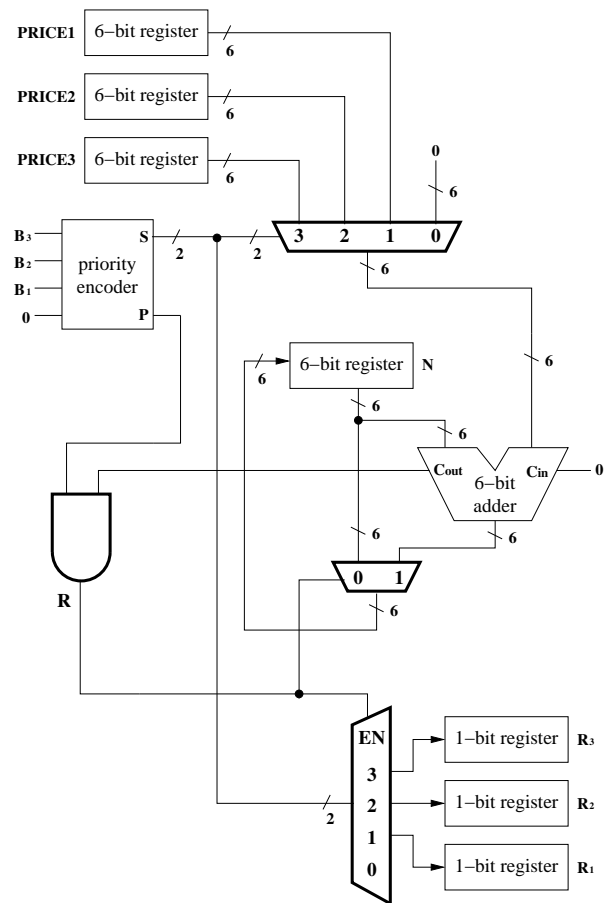 PRICE1 6−bit register 6
PRICE2 6−bit register 6
PRICE3 6−bit register 6
0
6
3 2 1 0
B3 S 2 2
6
B2 priority
B1 encoder
0 P
6−bit register N
6
6
6
6
Cout Cin 0
6−bit
adder
6
6
0 1
R
6
EN
1−bit register R3
3
2
2
1−bit register R2
1
0
1−bit register R1